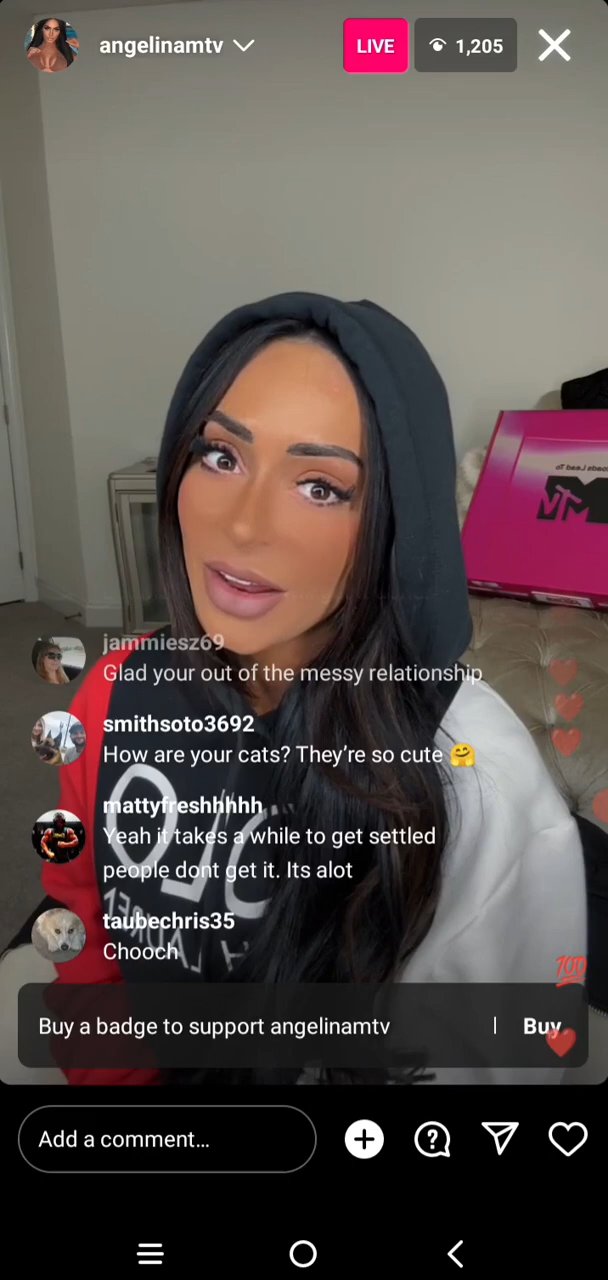 angelinamtv
LIVE
1,205
jammiesz69
Glad your out of the messy relationship
smithsoto3692
How are your cats? They’re so cute 🤗
mattyfreshhhhh
Yeah it takes a while to get settled
people dont get it. Its alot
taubechris35
Chooch
💯
Buy a badge to support angelinamtv
Buy
Add a comment…